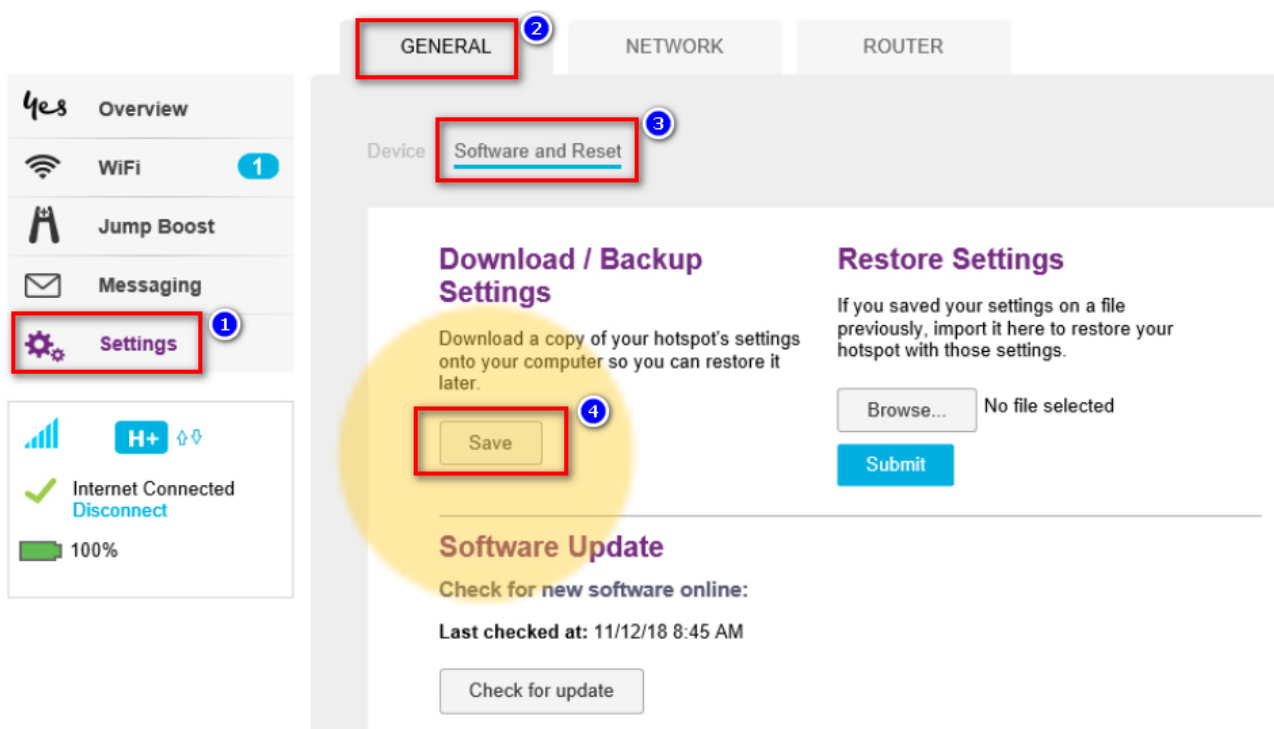 GENERAL
2
NETWORK
ROUTER
yes
Overview
WiFi
1
Jump Boost
Messaging
Settings
1
H+
Internet Connected
Disconnect
100%
Device
Software and Reset
3
Download / Backup
Settings
Download a copy of your hotspot's settings
onto your computer so you can restore it
later.
Save
4
Restore Settings
If you saved your settings on a file
previously, import it here to restore your
hotspot with those settings.
Browse...
No file selected
Submit
Software Update
Check for new software online:
Last checked at: 11/12/18 8:45 AM
Check for update